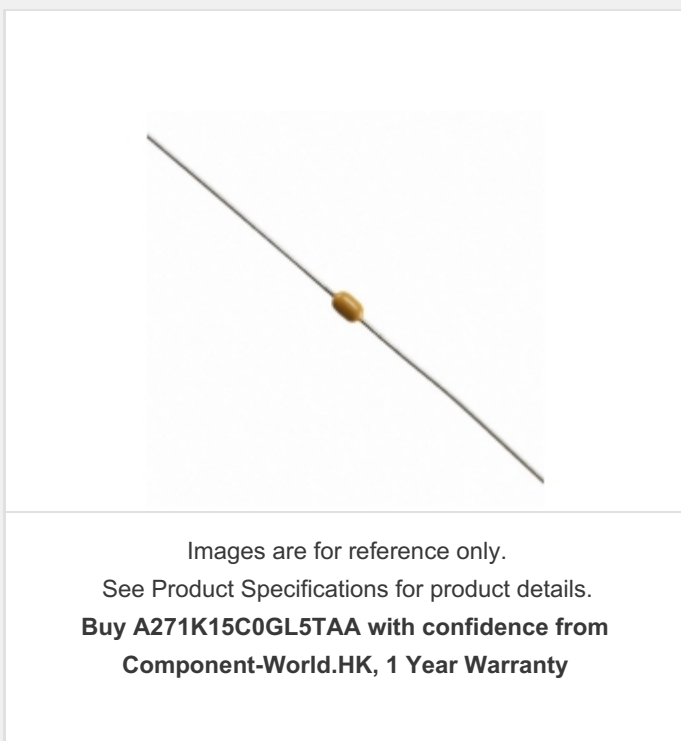 Images are for reference only.
See Product Specifications for product details.
Buy A271K15C0GL5TAA with confidence from
Component-World.HK, 1 Year Warranty